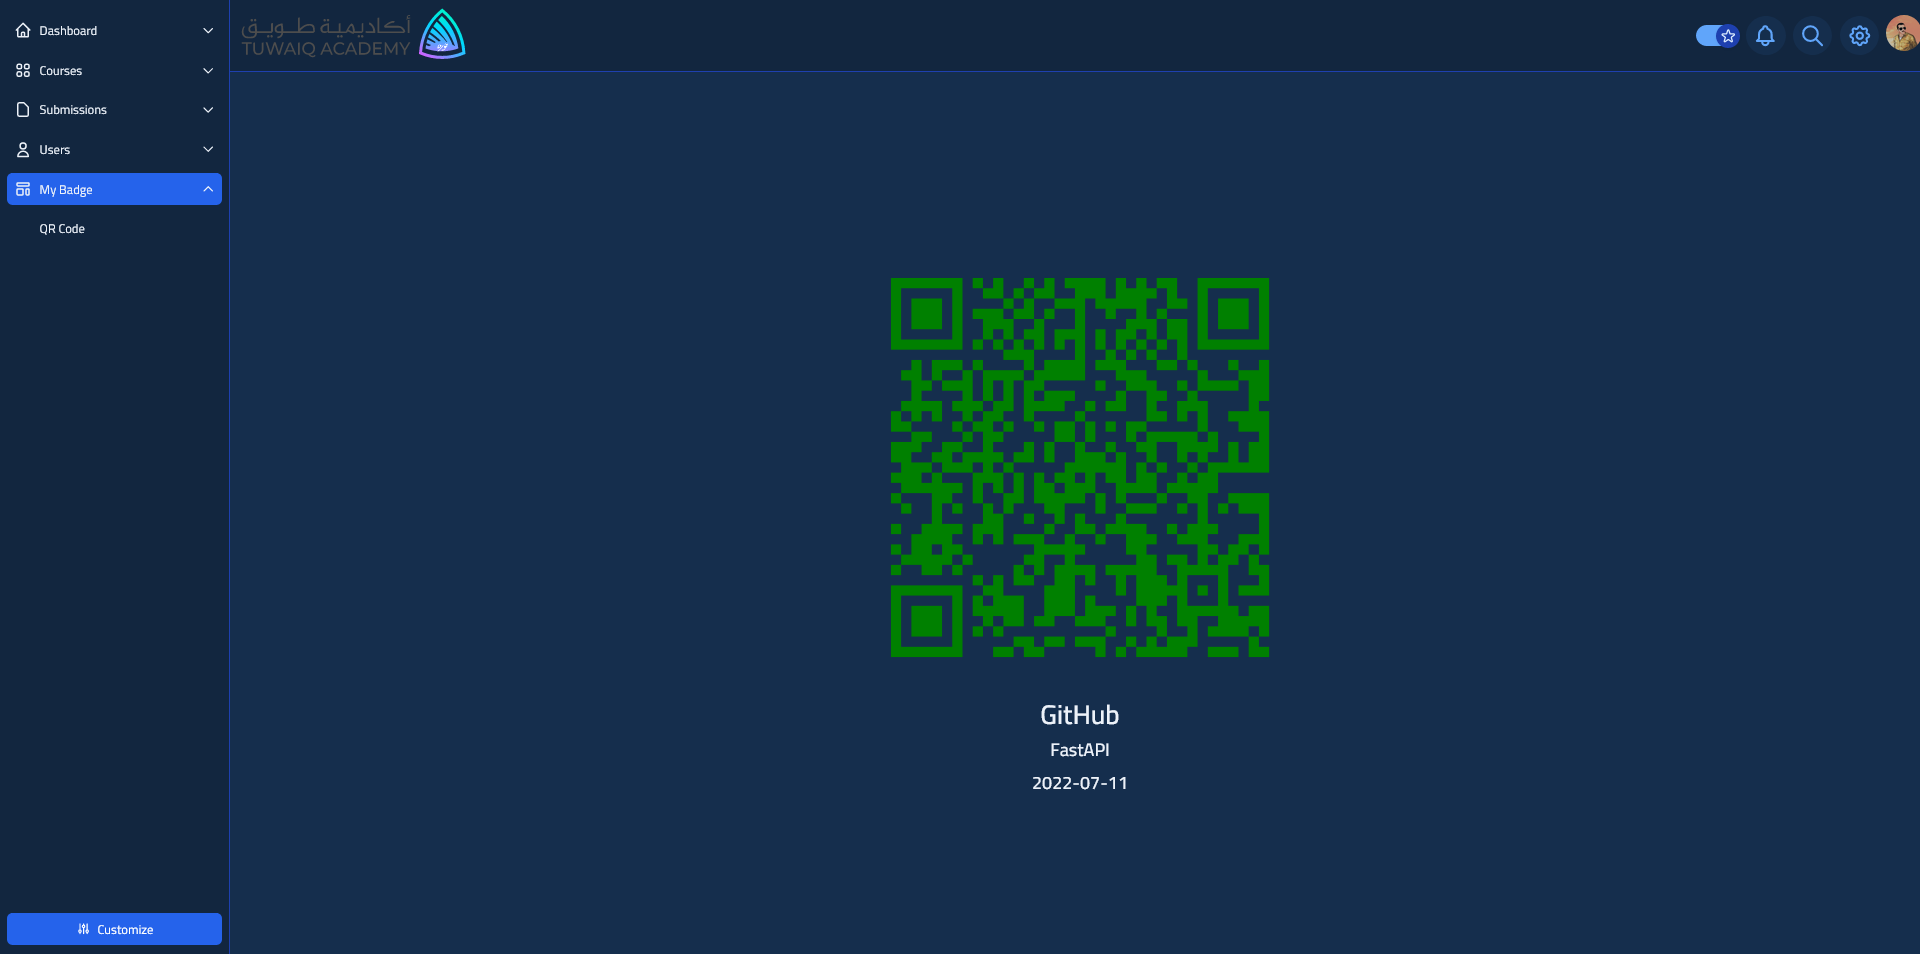 Dashboard
Courses
Submissions
Users
My Badge
QR Code
Customize
أكاديمية طويق
TUWAIQ ACADEMY
GitHub
FastAPI
2022-07-11